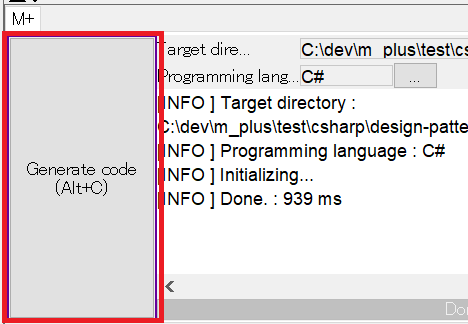 M+
Generate code
(Alt+C)
Target dire...
C:\dev\m_plus\test\cs
Programming lang...
C#
...
[INFO ] Target directory :
C:\dev\m_plus\test\csharp\design-patte
[INFO ] Programming language : C#
[INFO ] Initializing...
[INFO ] Done. : 939 ms